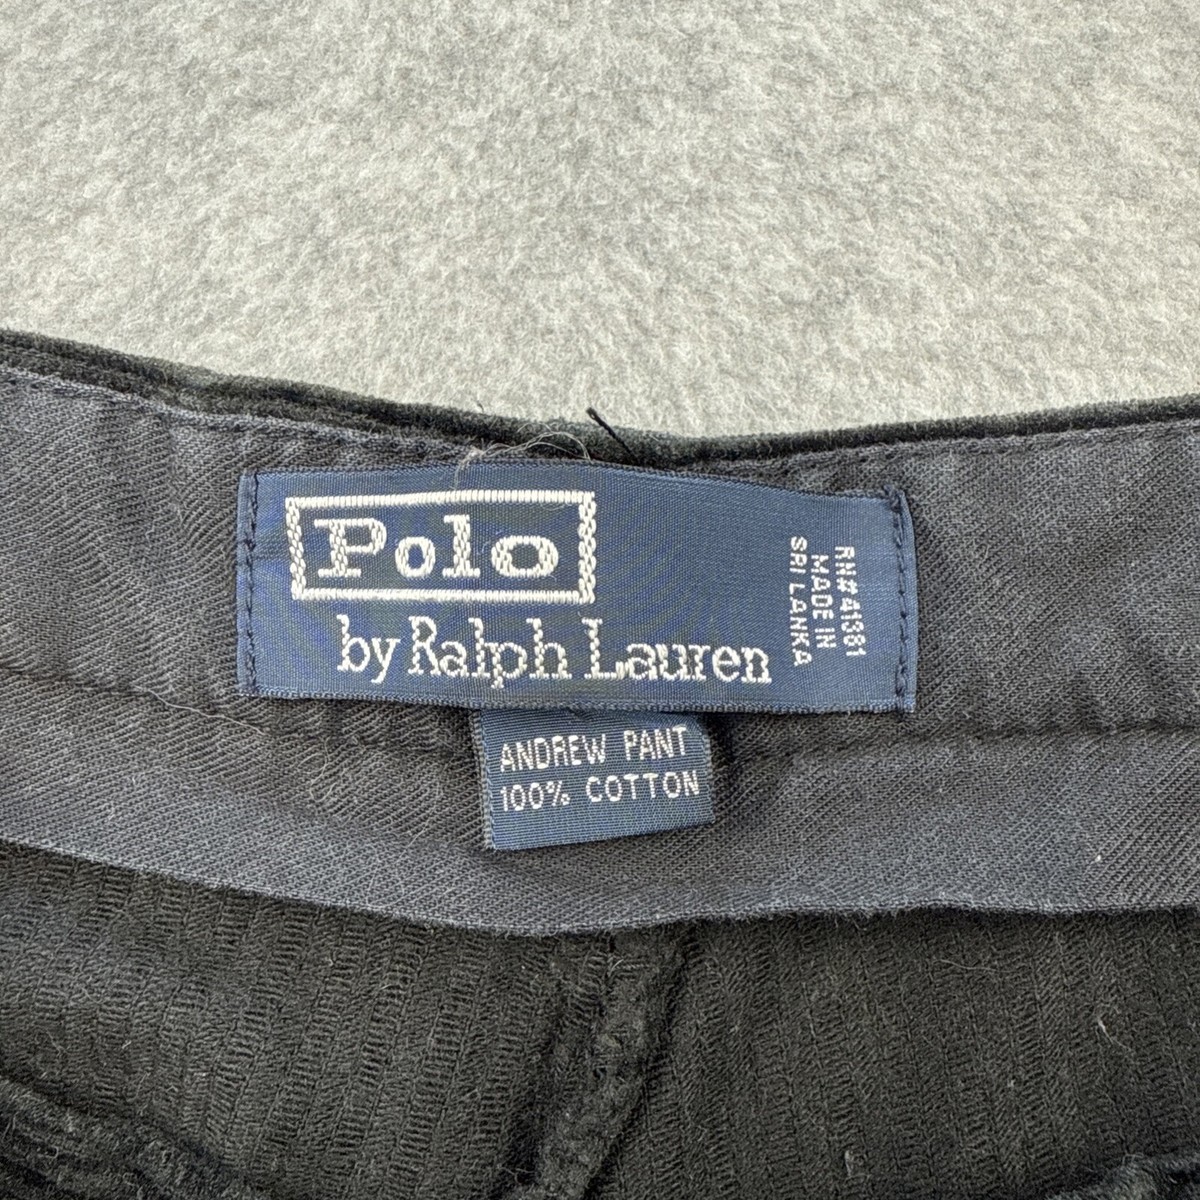 Polo
by Ralph Lauren
RN#41381
MADE IN
SRI LANKA
ANDREW PANT
100% COTTON